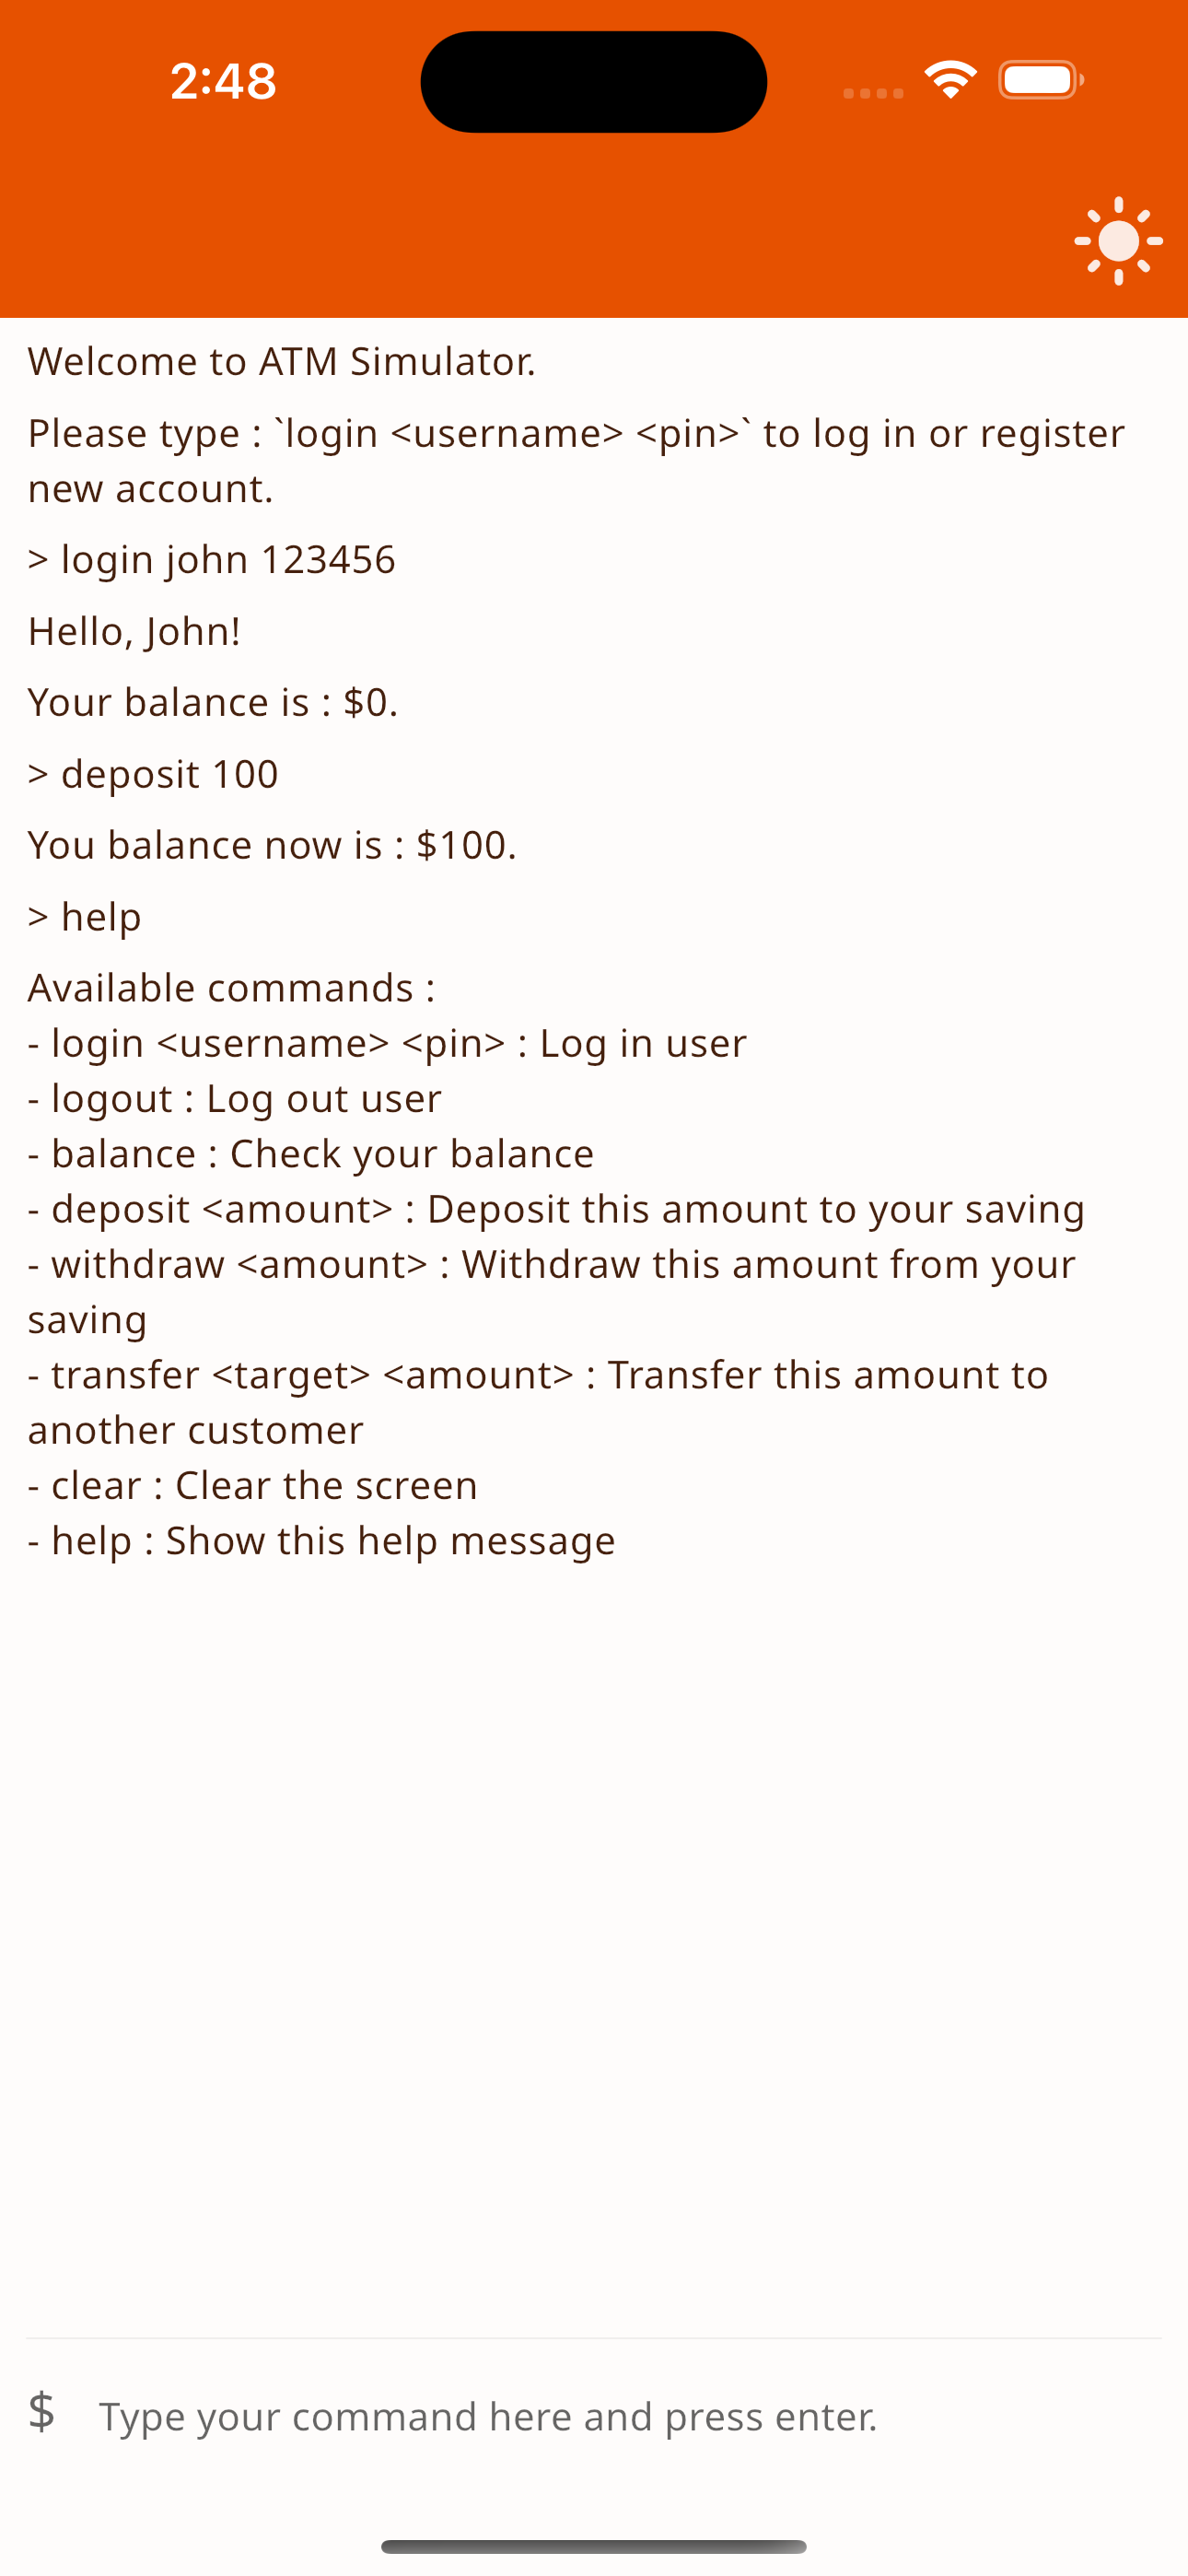 2:48
Welcome to ATM Simulator.
Please type : `login <username> <pin>` to log in or register
new account.
> login john 123456
Hello, John!
Your balance is : $0.
> deposit 100
You balance now is : $100.
> help
Available commands :
- login <username> <pin> : Log in user
- logout : Log out user
- balance : Check your balance
- deposit <amount> : Deposit this amount to your saving
- withdraw <amount> : Withdraw this amount from your
saving
- transfer <target> <amount> : Transfer this amount to
another customer
- clear : Clear the screen
- help : Show this help message
$ Type your command here and press enter.